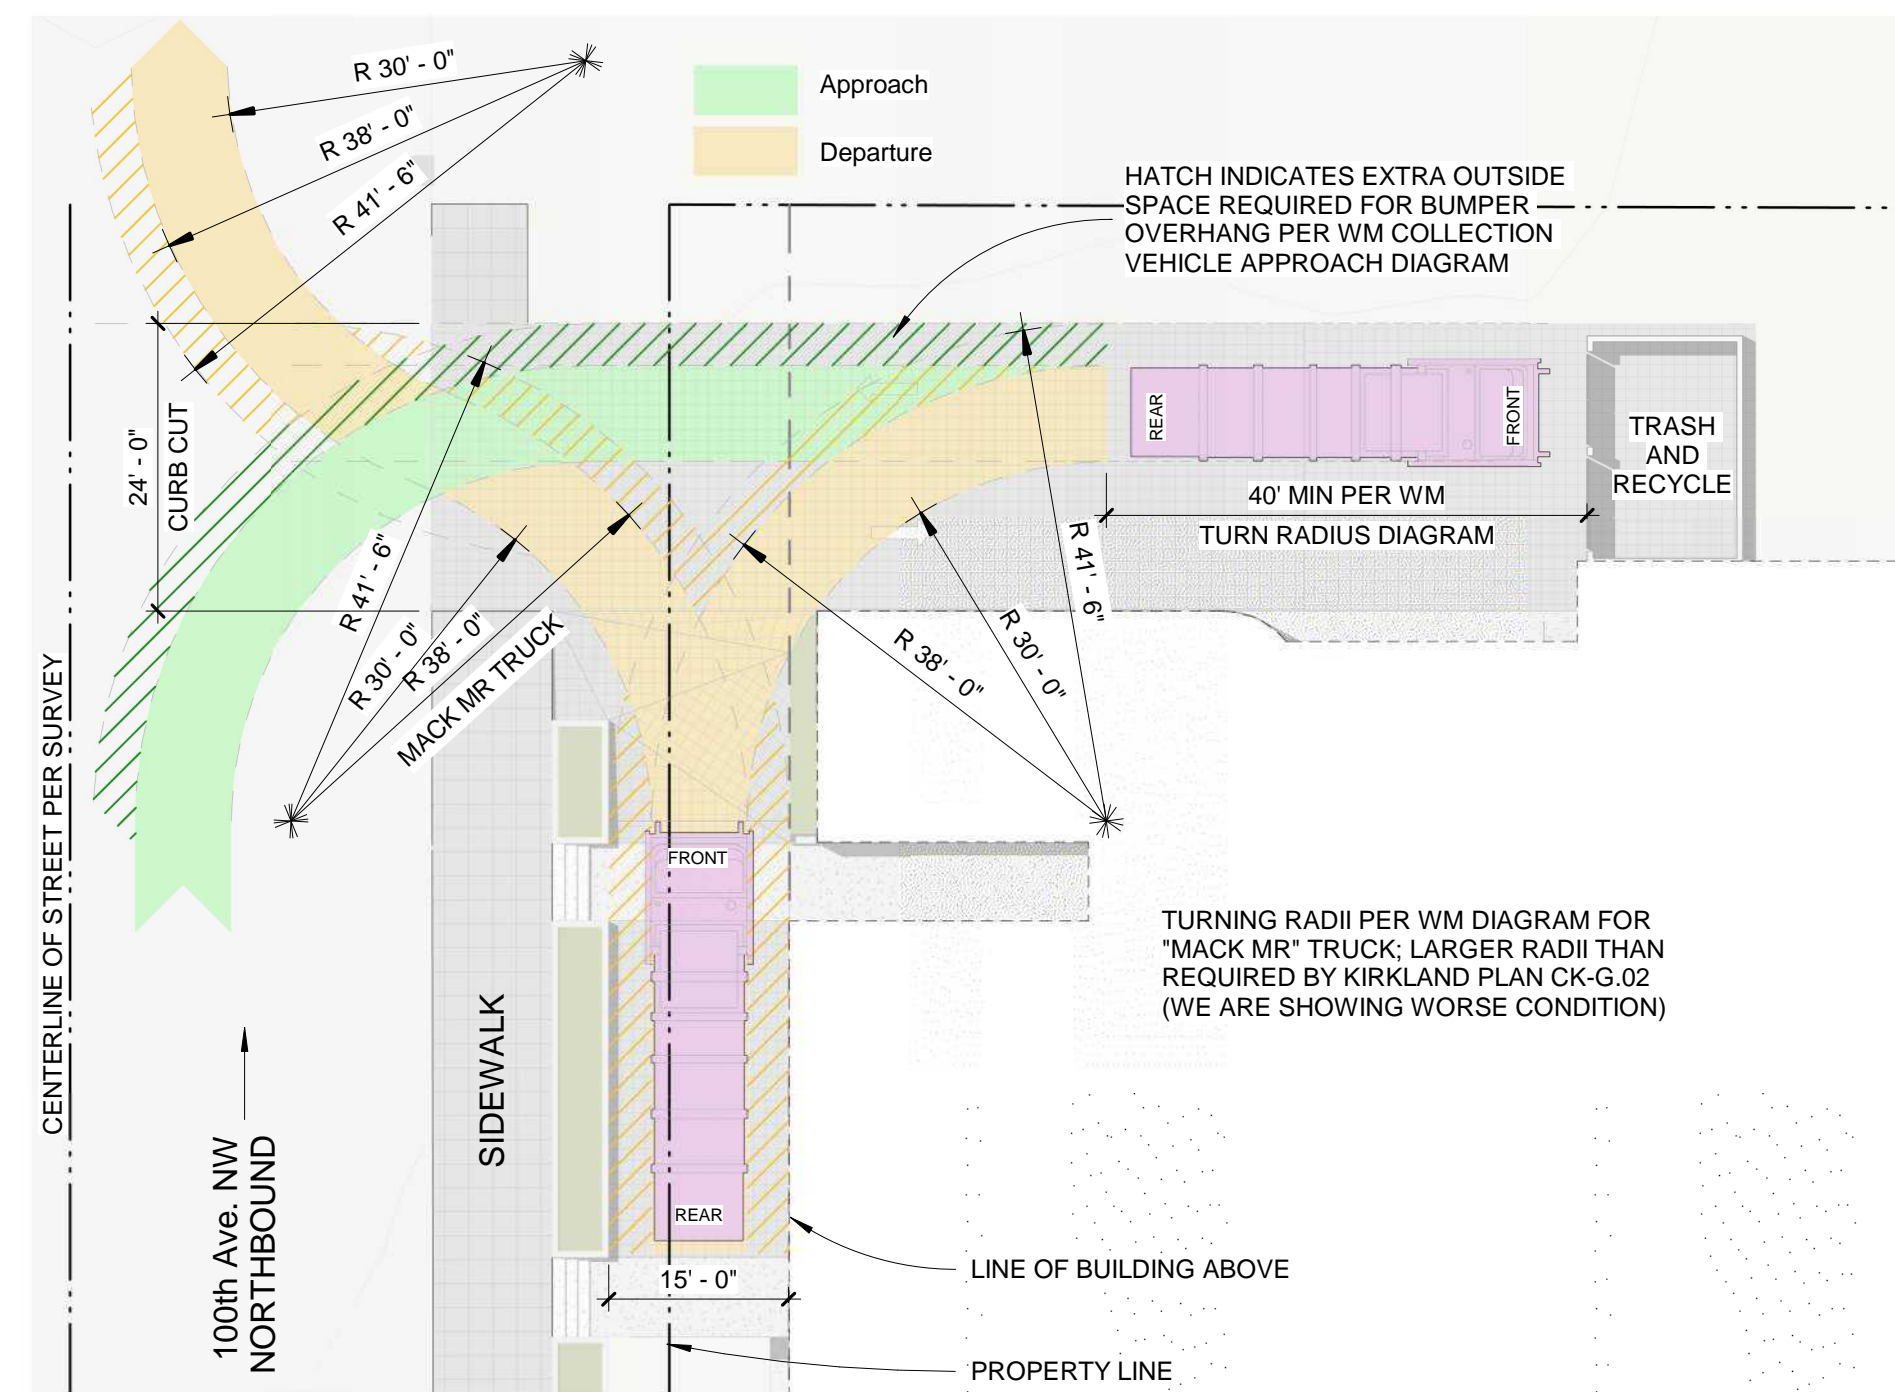 R 30' - 0"
R 38' - 0"
R 41' - 6"
Approach
Departure
HATCH INDICATES EXTRA OUTSIDE
SPACE REQUIRED FOR BUMPER
OVERHANG PER WM COLLECTION
VEHICLE APPROACH DIAGRAM
24' - 0"
CURB CUT
REAR
FRONT
TRASH
AND
RECYCLE
40' MIN PER WM
TURN RADIUS DIAGRAM
R 41' - 6"
R 30' - 0"
R 38' - 0"
MACK MR TRUCK
R 38' - 0"
R 30' - 0"
R 41' - 6"
CENTERLINE OF STREET PER SURVEY
FRONT
REAR
TURNING RADII PER WM DIAGRAM FOR
"MACK MR" TRUCK; LARGER RADII THAN
REQUIRED BY KIRKLAND PLAN CK-G.02
(WE ARE SHOWING WORSE CONDITION)
SIDEWALK
100th Ave. NW
NORTHBOUND
15' - 0"
LINE OF BUILDING ABOVE
PROPERTY LINE